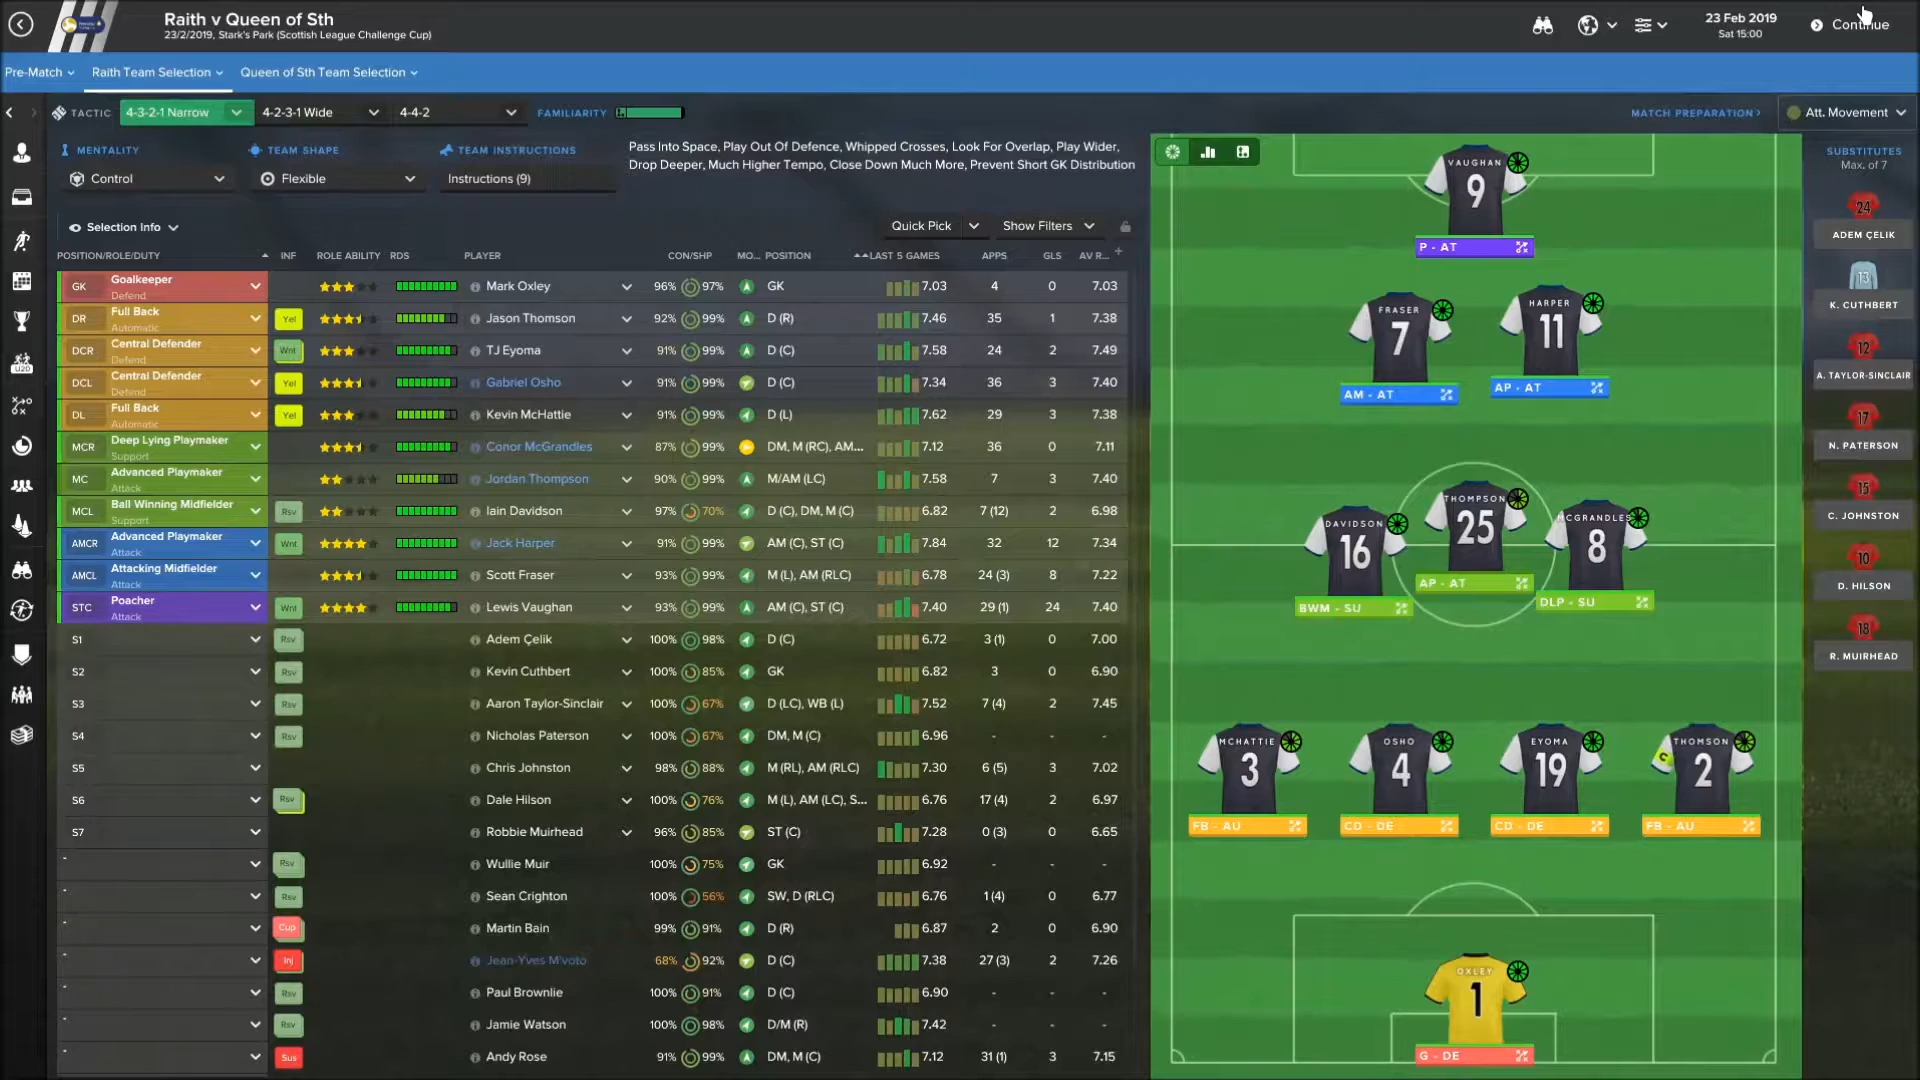 Raith v Queen of Sth
23/2/2019, Stark's Park (Scottish League Challenge Cup)
23 Feb 2019
Sat 15:00
Continue
Pre-Match
Raith Team Selection
Queen of Sth Team Selection
TACTIC
4-3-2-1 Narrow
4-2-3-1 Wide
4-4-2
FAMILIARITY
MATCH PREPARATION >
Att. Movement
MENTALITY
TEAM SHAPE
TEAM INSTRUCTIONS
Control
Flexible
Instructions (9)
Pass Into Space, Play Out Of Defence, Whipped Crosses, Look For Overlap, Play Wider,
Drop Deeper, Much Higher Tempo, Close Down Much More, Prevent Short GK Distribution
Selection Info
Quick Pick
Show Filters
POSITION/ROLE/DUTY INF ROLE ABILITY RDS PLAYER CON/SHP MO... POSITION LAST 5 GAMES APPS GLS AV R...
GK Goalkeeper Defend Mark Oxley 96% 97% GK 7.03 4 0 7.03
DR Full Back Automatic Yel Jason Thomson 92% 99% D (R) 7.46 35 1 7.38
DCR Central Defender Defend Wnt TJ Eyoma 91% 99% D (C) 7.58 24 2 7.49
DCL Central Defender Defend Yel Gabriel Osho 91% 99% D (C) 7.34 36 3 7.40
DL Full Back Automatic Yel Kevin McHattie 91% 99% D (L) 7.62 29 3 7.38
MCR Deep Lying Playmaker Support Conor McGrandles 87% 99% DM, M (RC), AM... 7.12 36 0 7.11
MC Advanced Playmaker Attack Jordan Thompson 90% 99% M/AM (LC) 7.58 7 3 7.40
MCL Ball Winning Midfielder Support Rsv Iain Davidson 97% 70% D (C), DM, M (C) 6.82 7 (12) 2 6.98
AMCR Advanced Playmaker Attack Wnt Jack Harper 91% 99% AM (C), ST (C) 7.84 32 12 7.34
AMCL Attacking Midfielder Attack Scott Fraser 93% 99% M (L), AM (RLC) 6.78 24 (3) 8 7.22
STC Poacher Attack Wnt Lewis Vaughan 93% 99% AM (C), ST (C) 7.40 29 (1) 24 7.40
S1 Rsv Adem Çelik 100% 98% D (C) 6.72 3 (1) 0 7.00
S2 Rsv Kevin Cuthbert 100% 85% GK 6.82 3 0 6.90
S3 Rsv Aaron Taylor-Sinclair 100% 67% D (LC), WB (L) 7.52 7 (4) 2 7.45
S4 Rsv Nicholas Paterson 100% 67% DM, M (C) 6.96 - - -
S5 Chris Johnston 98% 88% M (RL), AM (RLC) 7.30 6 (5) 3 7.02
S6 Rsv Dale Hilson 100% 76% M (L), AM (LC), S... 6.76 17 (4) 2 6.97
S7 Robbie Muirhead 96% 85% ST (C) 7.28 0 (3) 0 6.65
- Rsv Wullie Muir 100% 75% GK 6.92 - - -
- Rsv Sean Crighton 100% 56% SW, D (RLC) 6.76 1 (4) 0 6.77
- Cup Martin Bain 99% 91% D (R) 6.87 2 0 6.90
- Inj Jean-Yves M'voto 68% 92% D (C) 7.38 27 (3) 2 7.26
- Rsv Paul Brownlie 100% 91% D (C) 6.90 - - -
- Rsv Jamie Watson 100% 98% D/M (R) 7.42 - - -
- Sus Andy Rose 91% 99% DM, M (C) 7.12 31 (1) 3 7.15
VAUGHAN
9
P - AT
FRASER
7
AM - AT
HARPER
11
AP - AT
DAVIDSON
16
BWM - SU
THOMPSON
25
AP - AT
MCGRANDLES
8
DLP - SU
MCHATTIE
3
FB - AU
OSHO
4
CD - DE
EYOMA
19
CD - DE
THOMSON
C
2
FB - AU
OXLEY
1
G - DE
SUBSTITUTES
Max. of 7
24
ADEM ÇELIK
13
K. CUTHBERT
12
A. TAYLOR-SINCLAIR
17
N. PATERSON
15
C. JOHNSTON
10
D. HILSON
18
R. MUIRHEAD
U20